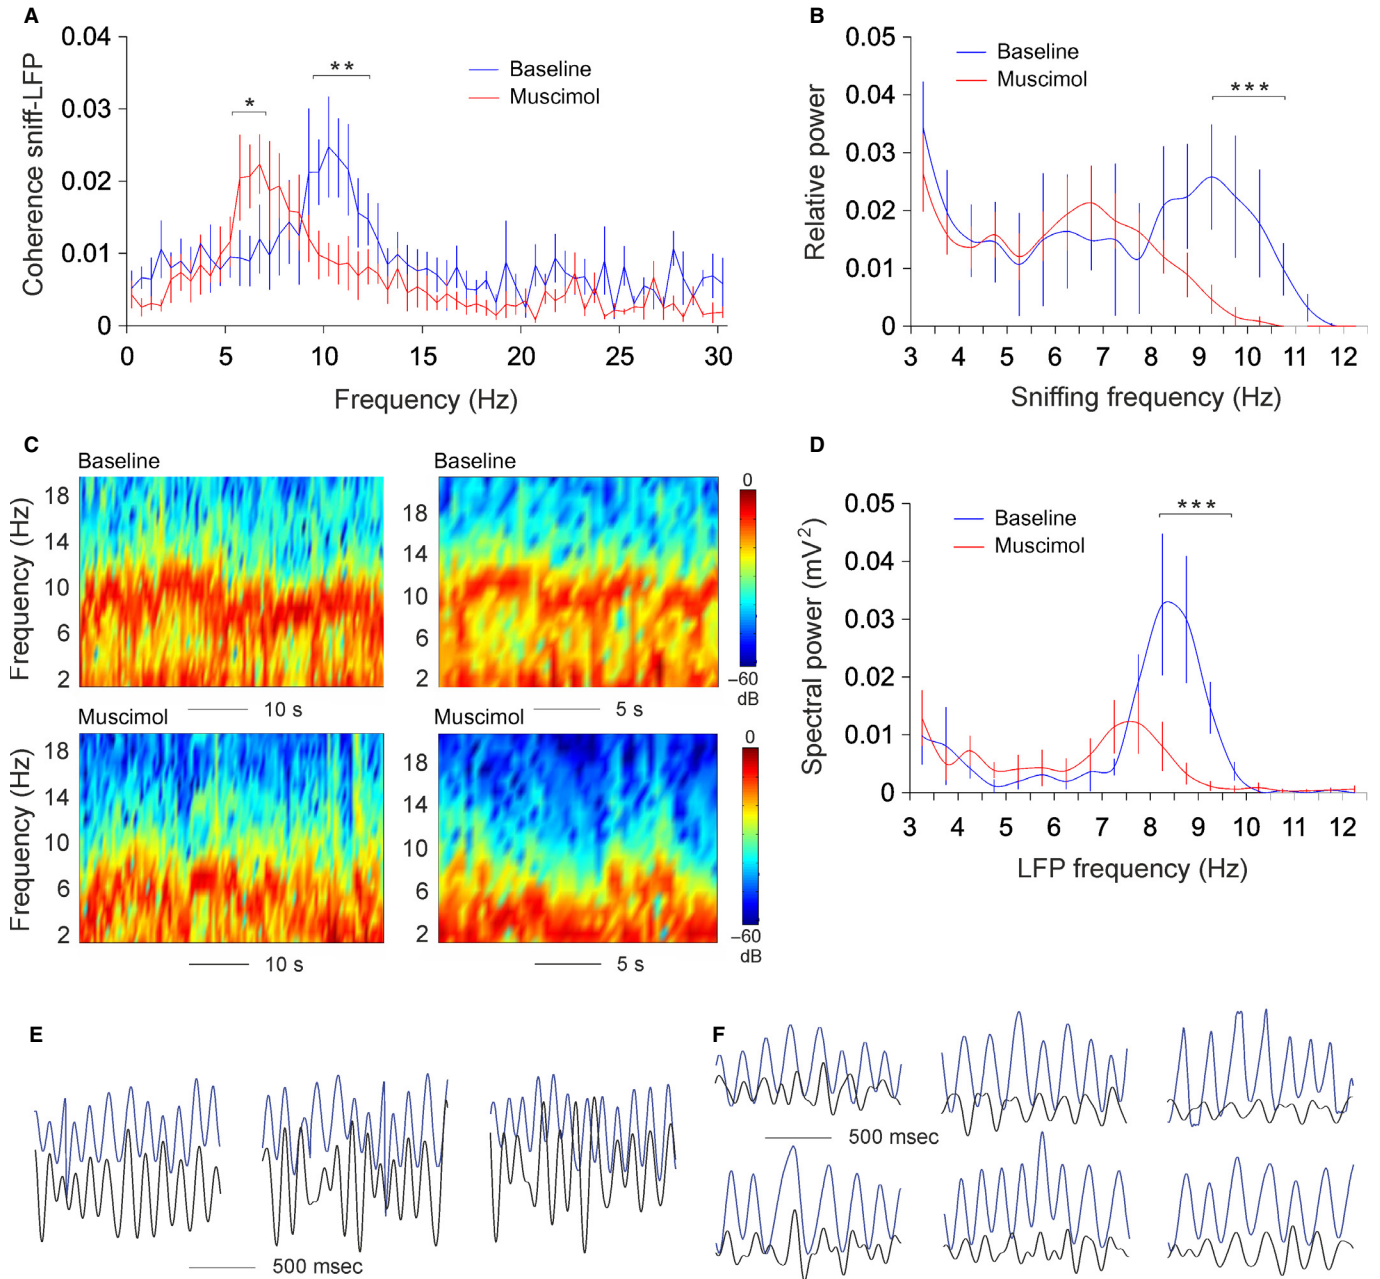 A
Coherence sniff-LFP
0.04
0.03
0.02
0.01
0
*
**
Baseline
Muscimol
0 5 10 15 20 25 30
Frequency (Hz)
B
Relative power
0.05
0.04
0.03
0.02
0.01
0
Baseline
Muscimol
***
3 4 5 6 7 8 9 10 11 12
Sniffing frequency (Hz)
C
Baseline
Frequency (Hz)
18
14
10
6
2
10 s
Baseline
18
14
10
6
2
5 s
0
−60
dB
Muscimol
Frequency (Hz)
18
14
10
6
2
10 s
Muscimol
18
14
10
6
2
5 s
0
−60
dB
D
Spectral power (mV²)
0.05
0.04
0.03
0.02
0.01
0
Baseline
Muscimol
***
3 4 5 6 7 8 9 10 11 12
LFP frequency (Hz)
E
500 msec
F
500 msec